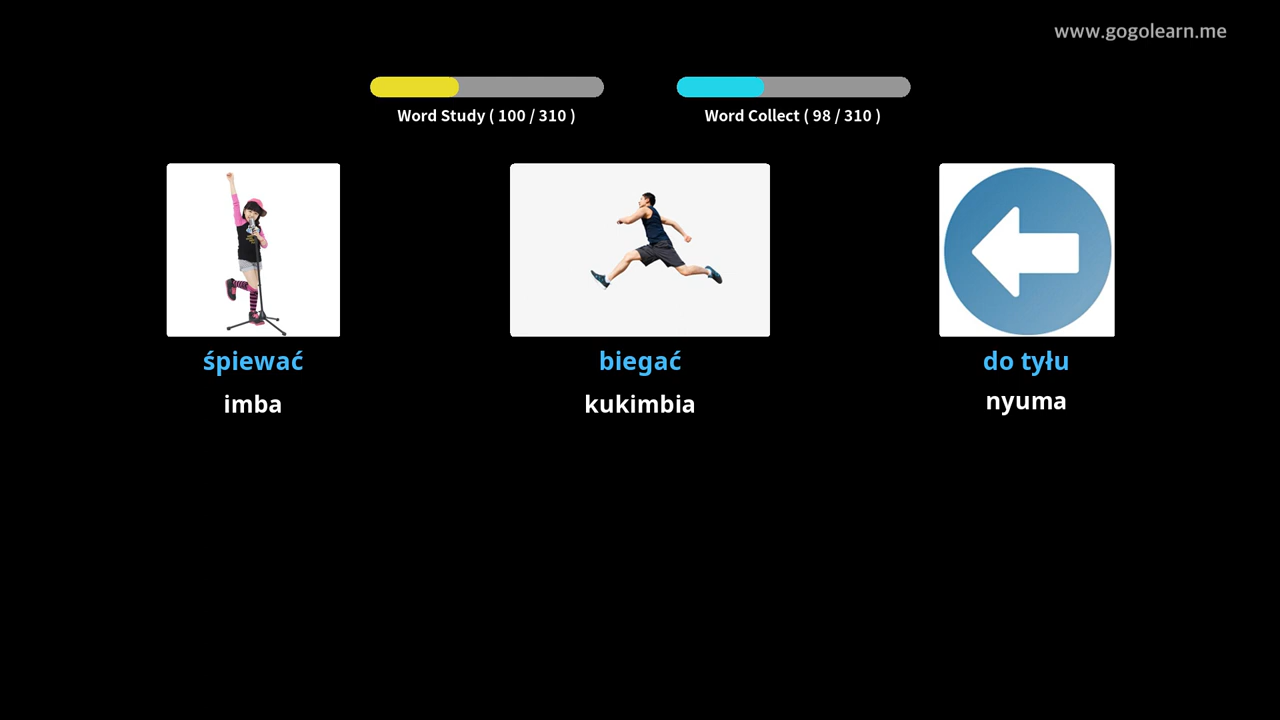 www.gogolearn.me
Word Study ( 100 / 310 )
Word Collect ( 98 / 310 )
śpiewać
imba
biegać
kukimbia
do tyłu
nyuma